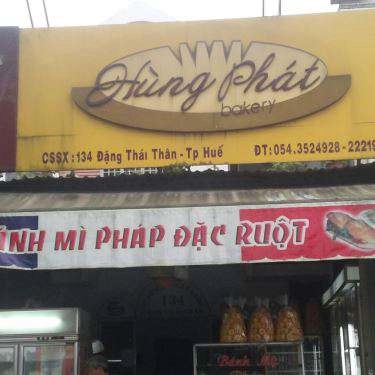 Hùng Phát
bakery
CSSX : 134 Đặng Thái Thân - Tp Huế
ĐT: 054.3524928 - 22219
ÁNH MÌ PHÁP ĐẶC RUỘT
134
Bánh Mì